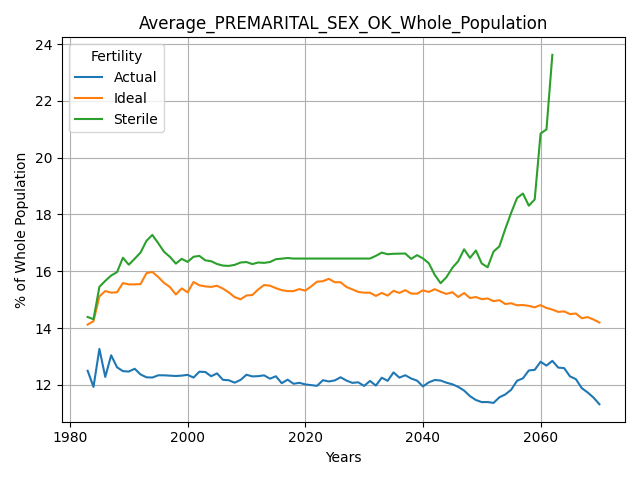 Average_PREMARITAL_SEX_OK_Whole_Population
Fertility
Actual
Ideal
Sterile
% of Whole Population
24
22
20
18
16
14
12
1980
2000
2020
2040
2060
Years